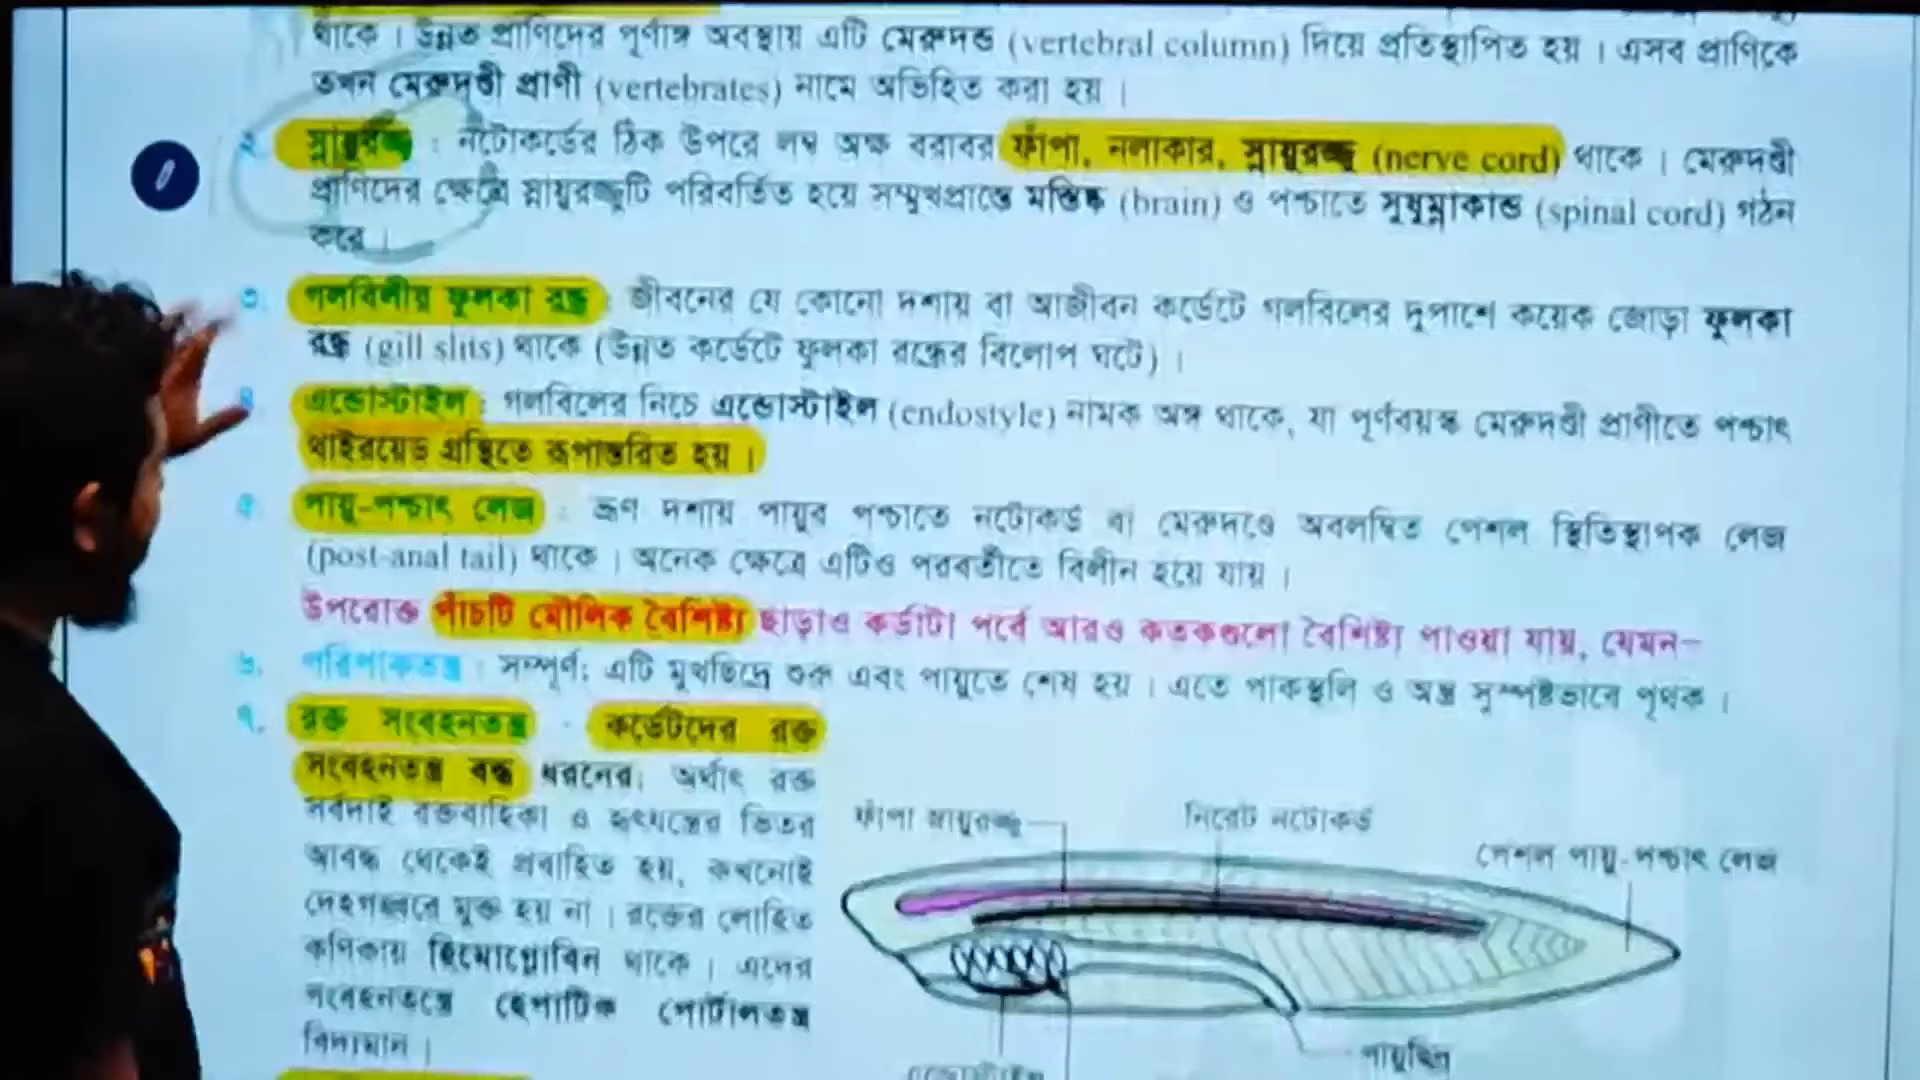 থাকে। উন্নত প্রাণিদের পূর্ণাঙ্গ অবস্থায় এটি মেরুদন্ড (vertebral column) দিয়ে প্রতিস্থাপিত হয়। এসব প্রাণিকে
তখন মেরুদণ্ডী প্রাণী (vertebrates) নামে অভিহিত করা হয়।
২. স্নায়ুরজ্জু : নটোকর্ডের ঠিক উপরে লম্ব অক্ষ বরাবর ফাঁপা, নলাকার, স্নায়ুরজ্জু (nerve cord) থাকে। মেরুদণ্ডী
প্রাণিদের ক্ষেত্রে স্নায়ুরজ্জুটি পরিবর্তিত হয়ে সম্মুখপ্রান্তে মস্তিষ্ক (brain) ও পশ্চাতে সুষুম্নাকান্ড (spinal cord) গঠন
করে।
৩. গলবিলীয় ফুলকা রন্ধ্র : জীবনের যে কোনো দশায় বা আজীবন কর্ডেটে গলবিলের দুপাশে কয়েক জোড়া ফুলকা
রন্ধ্র (gill slits) থাকে (উন্নত কর্ডেটে ফুলকা রন্ধ্রের বিলোপ ঘটে)।
৪. এন্ডোস্টাইল : গলবিলের নিচে এন্ডোস্টাইল (endostyle) নামক অঙ্গ থাকে, যা পূর্ণবয়স্ক মেরুদণ্ডী প্রাণীতে পশ্চাৎ
থাইরয়েড গ্রন্থিতে রূপান্তরিত হয়।
৫. পায়ু-পশ্চাৎ লেজ : ভ্রূণ দশায় পায়ুর পশ্চাতে নটোকর্ড বা মেরুদণ্ডে অবলম্বিত পেশল স্থিতিস্থাপক লেজ
(post-anal tail) থাকে। অনেক ক্ষেত্রে এটিও পরবর্তীতে বিলীন হয়ে যায়।
উপরোক্ত পাঁচটি মৌলিক বৈশিষ্ট্য ছাড়াও কর্ডাটা পর্বে আরও কতকগুলো বৈশিষ্ট্য পাওয়া যায়, যেমন-
৬. পরিপাকতন্ত্র : সম্পূর্ণ; এটি মুখছিদ্রে শুরু এবং পায়ুতে শেষ হয়। এতে পাকস্থলি ও অন্ত্র সুস্পষ্টভাবে পৃথক।
৭. রক্ত সংবহনতন্ত্র : কর্ডেটদের রক্ত
সংবহনতন্ত্র বদ্ধ ধরনের; অর্থাৎ রক্ত
সর্বদাই রক্তবাহিকা ও হৃৎযন্ত্রের ভিতর
আবদ্ধ থেকেই প্রবাহিত হয়, কখনোই
দেহগহ্বরে মুক্ত হয় না। রক্তের লোহিত
কণিকায় হিমোগ্লোবিন থাকে। এদের
সংবহনতন্ত্রে হেপাটিক পোর্টালতন্ত্র
বিদ্যমান।
ফাঁপা স্নায়ুরজ্জু
নিরেট নটোকর্ড
পেশল পায়ু-পশ্চাৎ লেজ
এন্ডোস্টাইল
পায়ুছিদ্র